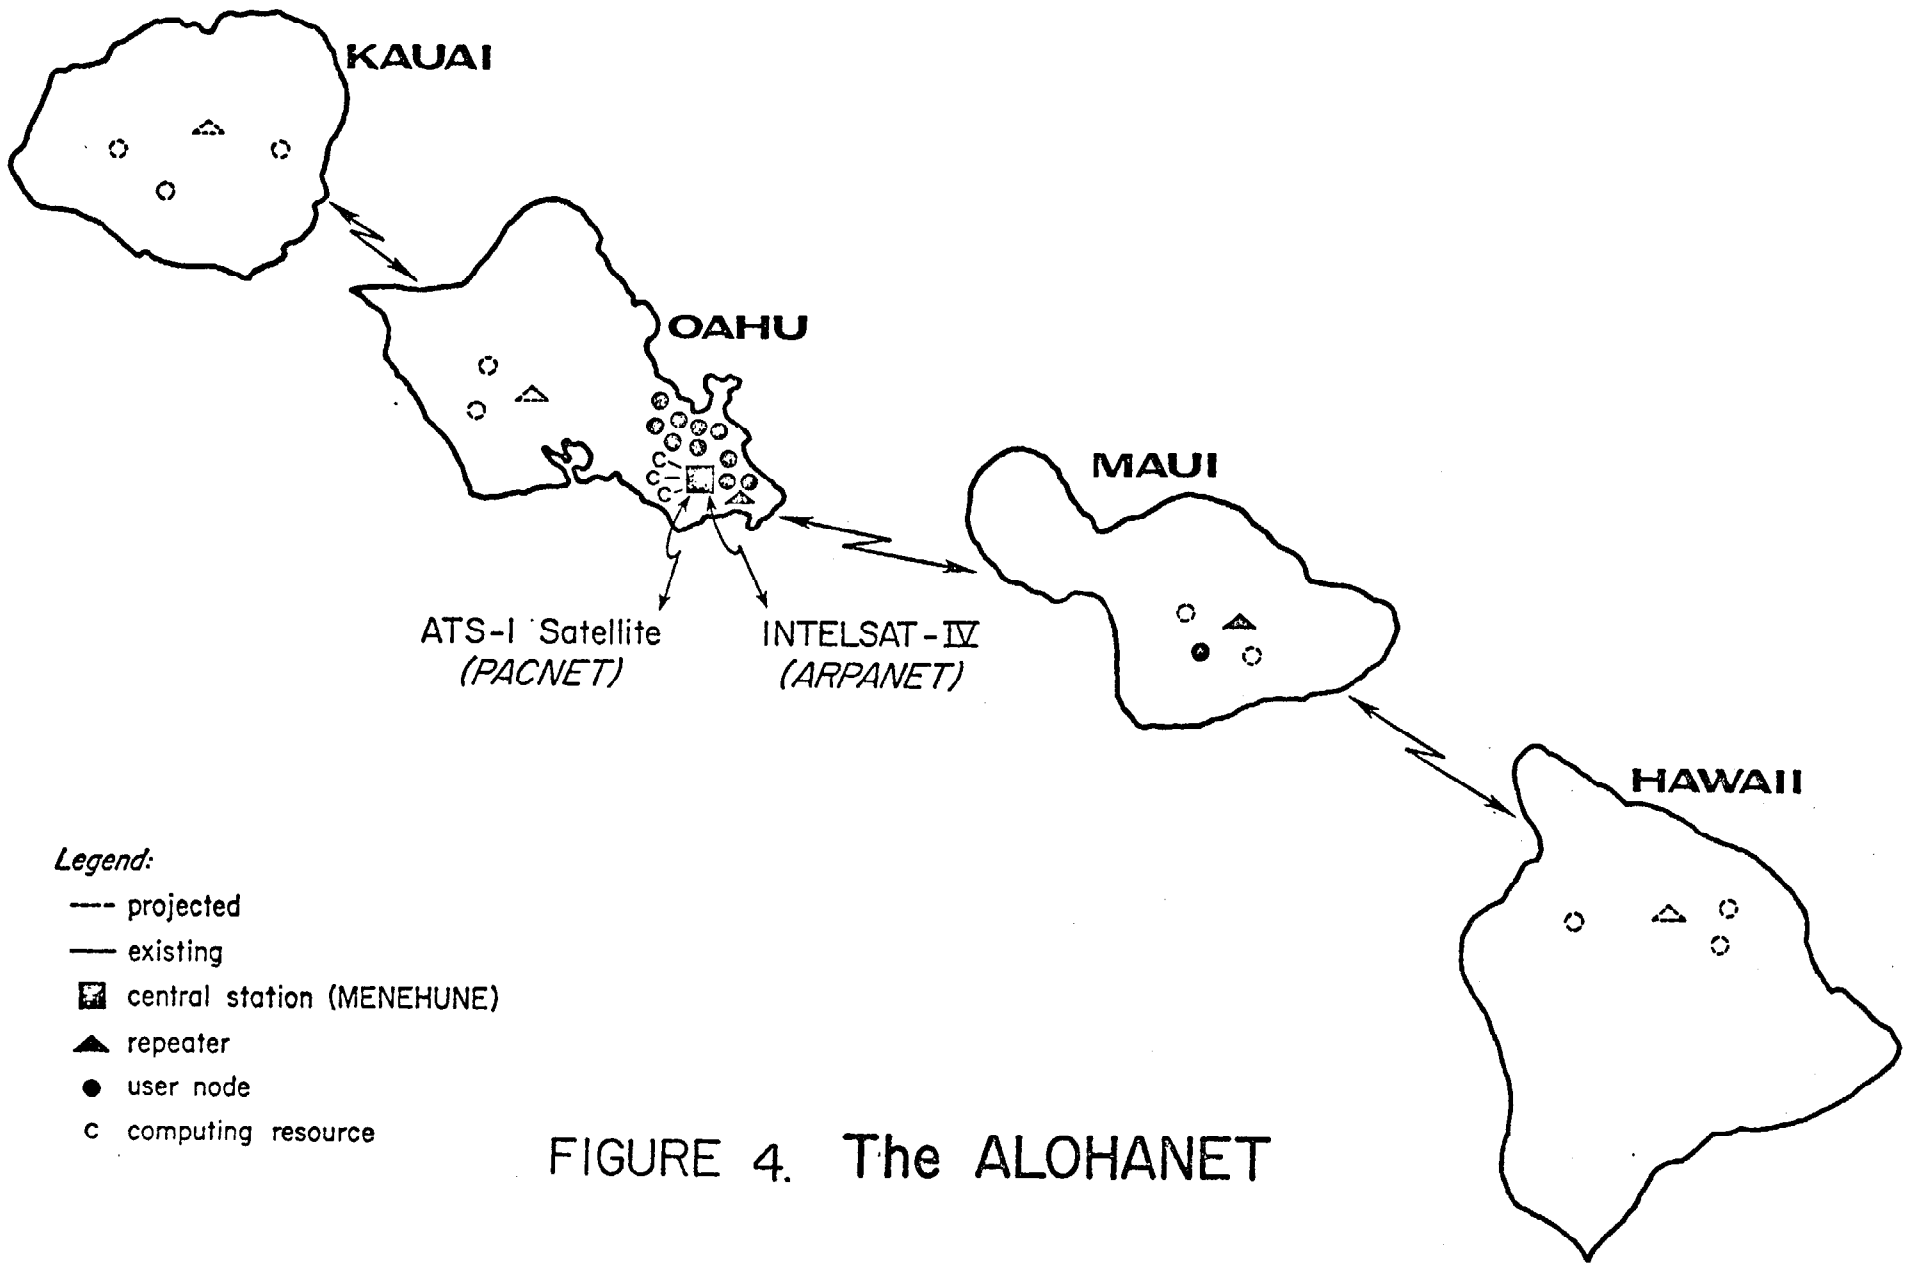 KAUAI
OAHU
C
C
C
MAUI
ATS-1 Satellite
(PACNET)
INTELSAT-IV
(ARPANET)
HAWAII
Legend:
projected
existing
central station (MENEHUNE)
repeater
user node
c computing resource
FIGURE 4. The ALOHANET